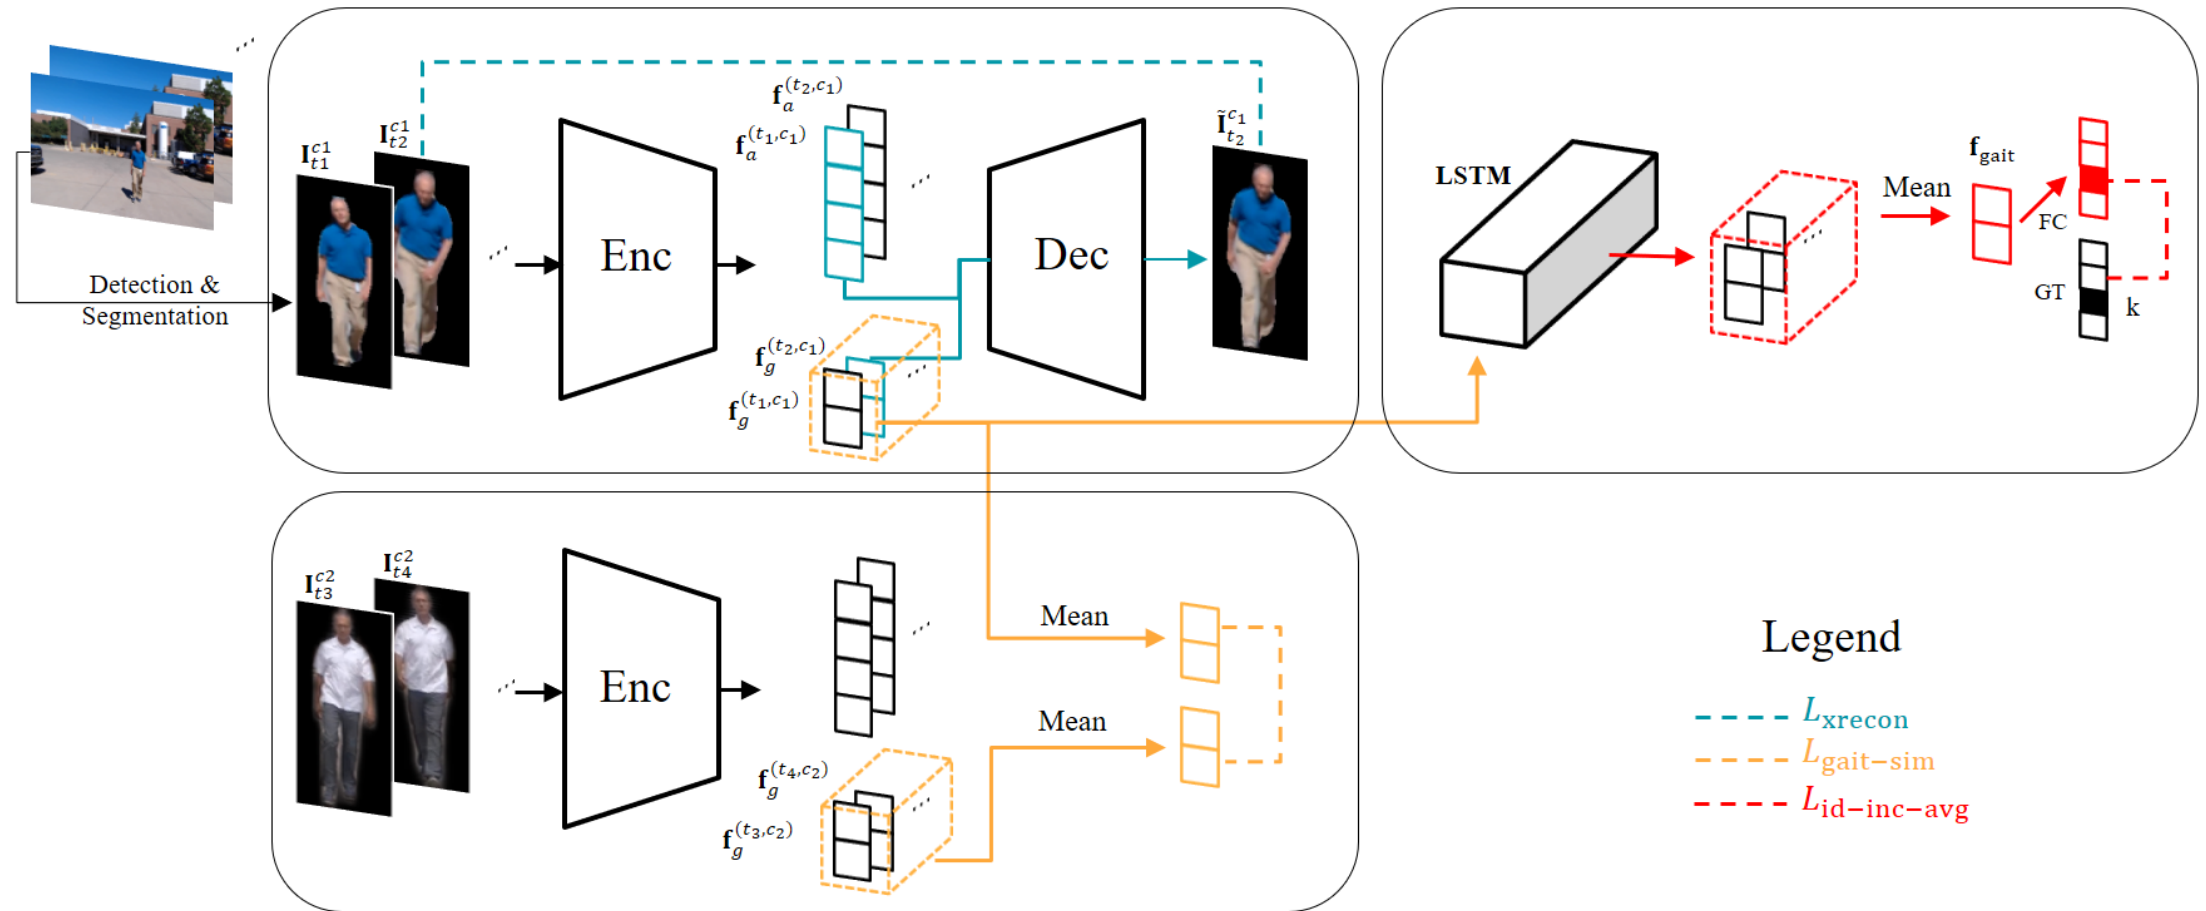 Detection &
Segmentation
I_{t1}^{c1}
I_{t2}^{c1}
...
Enc
f_a^{(t_2,c_1)}
f_a^{(t_1,c_1)}
...
f_g^{(t_2,c_1)}
f_g^{(t_1,c_1)}
...
Dec
Ĩ_{t_2}^{c_1}
LSTM
...
Mean
f_gait
FC
GT
k
I_{t3}^{c2}
I_{t4}^{c2}
...
Enc
...
f_g^{(t_4,c_2)}
f_g^{(t_3,c_2)}
...
Mean
Mean
Legend
L_xrecon
L_gait−sim
L_id−inc−avg